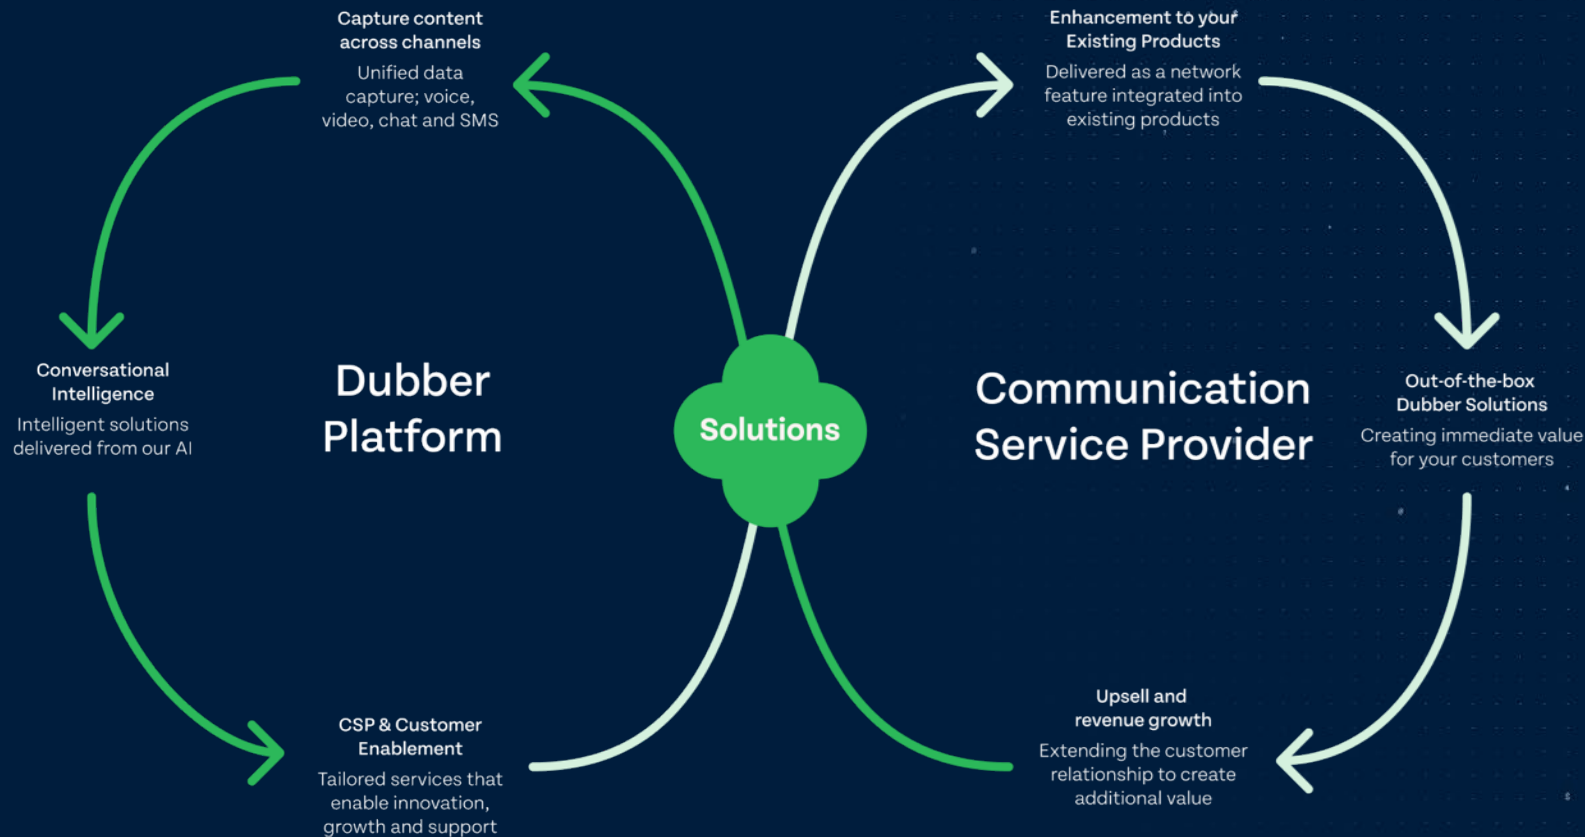 Capture content
across channels
Unified data
capture; voice,
video, chat and SMS
Enhancement to your
Existing Products
Delivered as a network
feature integrated into
existing products
Conversational
Intelligence
Intelligent solutions
delivered from our AI
Dubber
Platform
Solutions
Communication
Service Provider
Out-of-the-box
Dubber Solutions
Creating immediate value
for your customers
CSP & Customer
Enablement
Tailored services that
enable innovation,
growth and support
Upsell and
revenue growth
Extending the customer
relationship to create
additional value